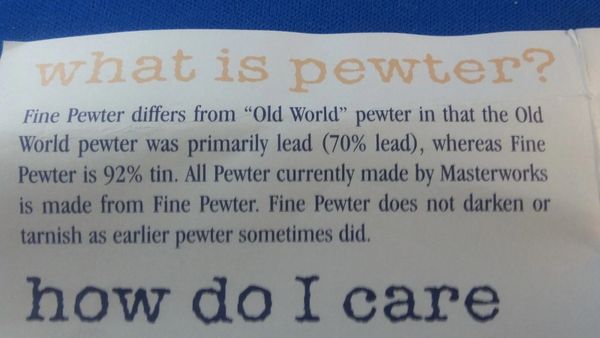 what is pewter?
Fine Pewter differs from “Old World” pewter in that the Old
World pewter was primarily lead (70% lead), whereas Fine
Pewter is 92% tin. All Pewter currently made by Masterworks
is made from Fine Pewter. Fine Pewter does not darken or
tarnish as earlier pewter sometimes did.
how do I care